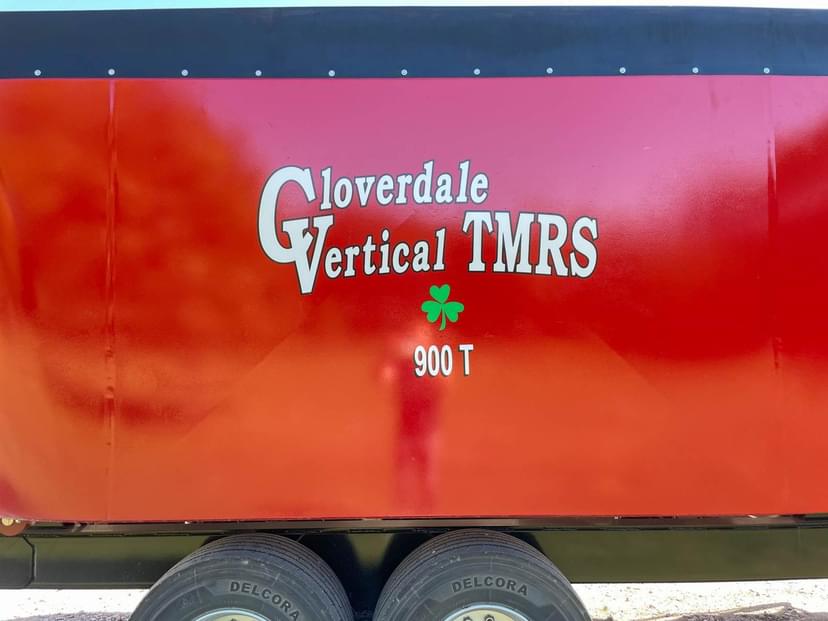 Cloverdale
Vertical TMRS
900 T
DELCORA
DELCORA